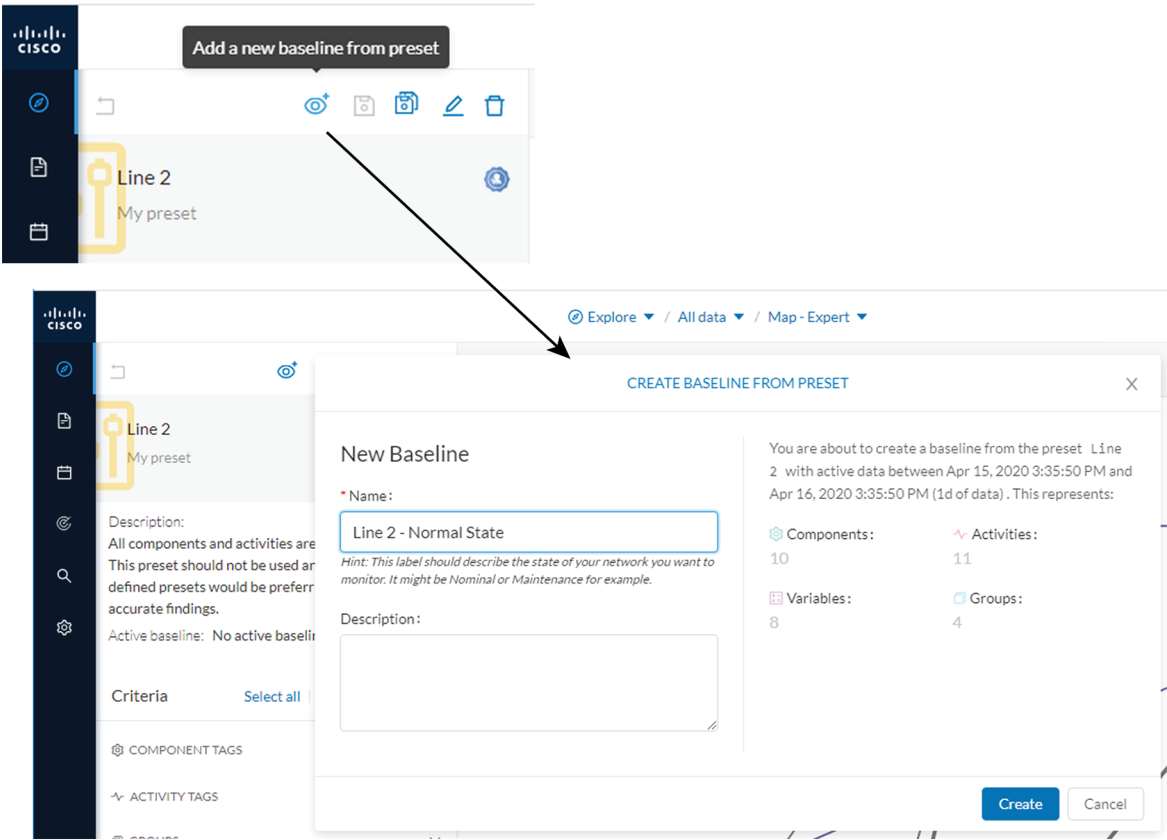 CISCO
Add a new baseline from preset
Line 2
My preset
CISCO
Explore / All data / Map - Expert
CREATE BASELINE FROM PRESET
Line 2
My preset
Description:
All components and activities are
This preset should not be used
defined presets would be
accurate findings.
Active baseline: No active
Criteria Select all
COMPONENT TAGS
ACTIVITY TAGS
New Baseline
* Name:
Line 2 - Normal State
Hint: This label should describe the state of your network you want to
monitor. It might be Nominal or Maintenance for example.
Description:
You are about to create a baseline from the preset Line
2 with active data between Apr 15, 2020 3:35:50 PM and
Apr 16, 2020 3:35:50 PM (1d of data). This represents:
Components: Activities:
10 11
Variables: Groups:
8 4
Create Cancel